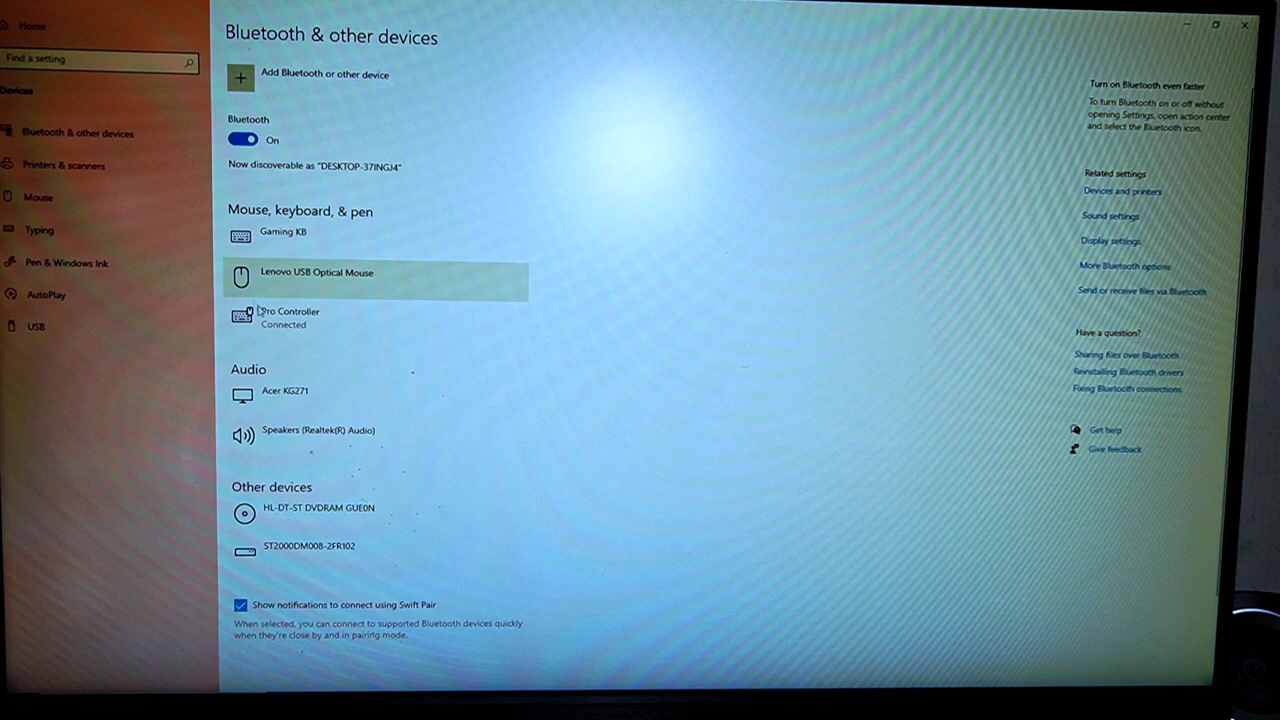 Home
Find a setting
Devices
Bluetooth & other devices
Printers & scanners
Mouse
Typing
Pen & Windows Ink
AutoPlay
USB
Bluetooth & other devices
Add Bluetooth or other device
Bluetooth
On
Now discoverable as "DESKTOP-37INGJ4"
Mouse, keyboard, & pen
Gaming KB
Lenovo USB Optical Mouse
Pro Controller
Connected
Audio
Acer KG271
Speakers (Realtek(R) Audio)
Other devices
HL-DT-ST DVDRAM GUE0N
ST2000DM008-2FR102
Show notifications to connect using Swift Pair
When selected, you can connect to supported Bluetooth devices quickly
when they're close by and in pairing mode.
Turn on Bluetooth even faster
To turn Bluetooth on or off without
opening Settings, open action center
and select the Bluetooth icon.
Related settings
Devices and printers
Sound settings
Display settings
More Bluetooth options
Send or receive files via Bluetooth
Have a question?
Sharing files over Bluetooth
Reinstalling Bluetooth drivers
Fixing Bluetooth connections
Get help
Give feedback